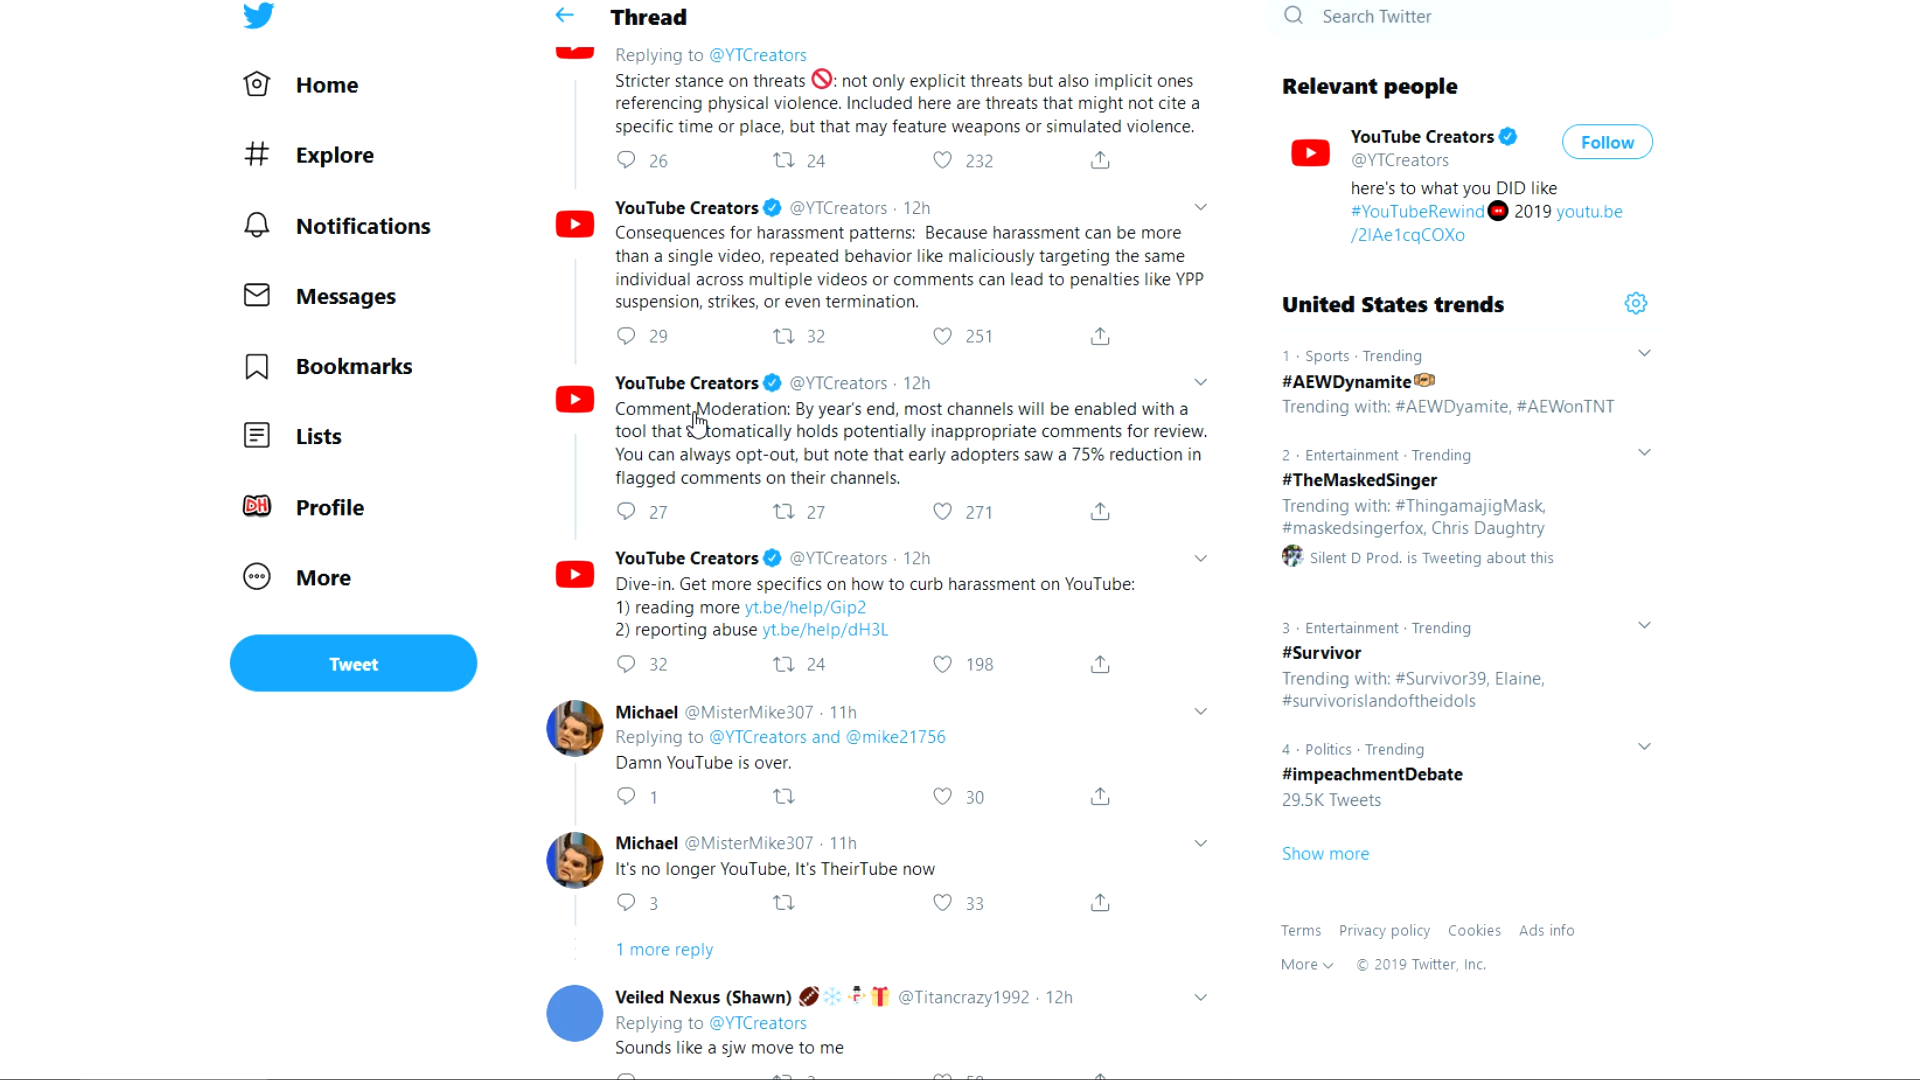 Home
Explore
Notifications
Messages
Bookmarks
Lists
DH Profile
More
Tweet
Thread
Replying to @YTCreators
Stricter stance on threats 🚫: not only explicit threats but also implicit ones
referencing physical violence. Included here are threats that might not cite a
specific time or place, but that may feature weapons or simulated violence.
26 24 232
YouTube Creators @YTCreators · 12h
Consequences for harassment patterns: Because harassment can be more
than a single video, repeated behavior like maliciously targeting the same
individual across multiple videos or comments can lead to penalties like YPP
suspension, strikes, or even termination.
29 32 251
YouTube Creators @YTCreators · 12h
Comment Moderation: By year's end, most channels will be enabled with a
tool that automatically holds potentially inappropriate comments for review.
You can always opt-out, but note that early adopters saw a 75% reduction in
flagged comments on their channels.
27 27 271
YouTube Creators @YTCreators · 12h
Dive-in. Get more specifics on how to curb harassment on YouTube:
1) reading more yt.be/help/Gip2
2) reporting abuse yt.be/help/dH3L
32 24 198
Michael @MisterMike307 · 11h
Replying to @YTCreators and @mike21756
Damn YouTube is over.
1 30
Michael @MisterMike307 · 11h
It's no longer YouTube, It's TheirTube now
3 33
1 more reply
Veiled Nexus (Shawn) 🏈❄️⛄🎁 @Titancrazy1992 · 12h
Replying to @YTCreators
Sounds like a sjw move to me
Search Twitter
Relevant people
YouTube Creators
@YTCreators
Follow
here's to what you DID like
#YouTubeRewind 2019 youtu.be
/2lAe1cqCOXo
United States trends
1 · Sports · Trending
#AEWDynamite
Trending with: #AEWDyamite, #AEWonTNT
2 · Entertainment · Trending
#TheMaskedSinger
Trending with: #ThingamajigMask,
#maskedsingerfox, Chris Daughtry
Silent D Prod. is Tweeting about this
3 · Entertainment · Trending
#Survivor
Trending with: #Survivor39, Elaine,
#survivorislandoftheidols
4 · Politics · Trending
#impeachmentDebate
29.5K Tweets
Show more
Terms Privacy policy Cookies Ads info
More © 2019 Twitter, Inc.